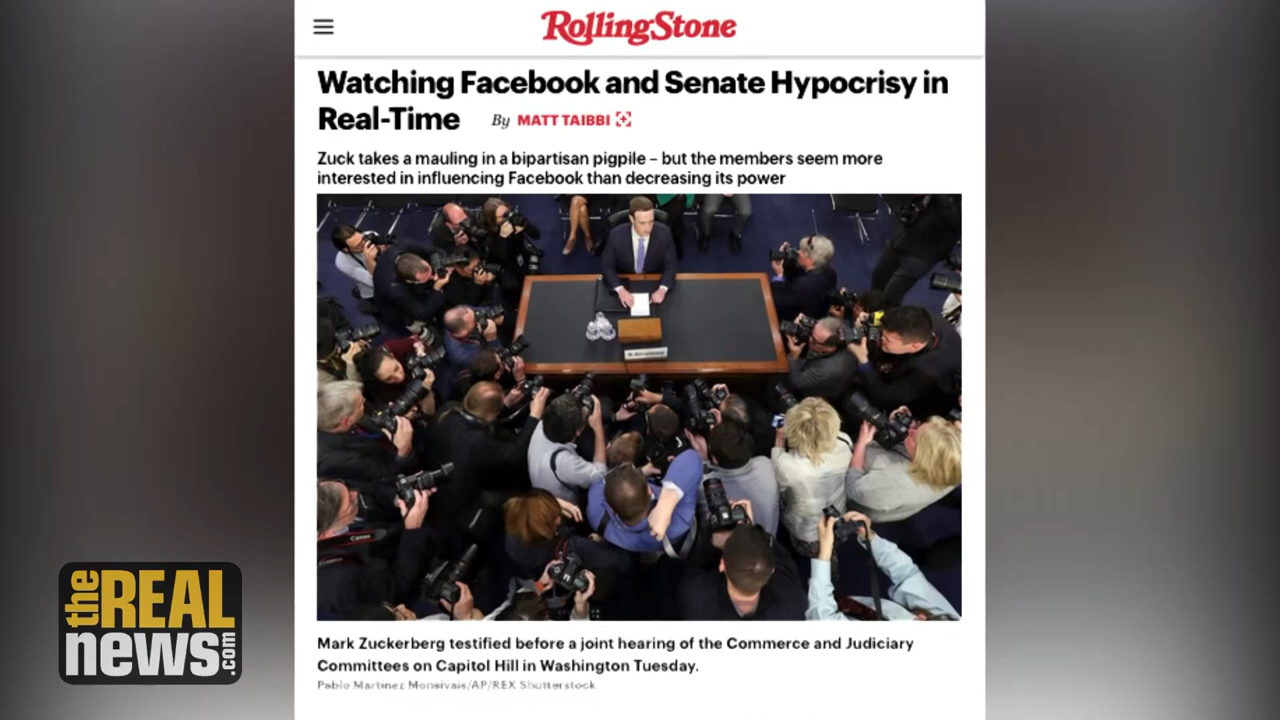 RollingStone
Watching Facebook and Senate Hypocrisy in
Real-Time By MATT TAIBBI
Zuck takes a mauling in a bipartisan pigpile – but the members seem more
interested in influencing Facebook than decreasing its power
Canon
the REAL
news.com
Mark Zuckerberg testified before a joint hearing of the Commerce and Judiciary
Committees on Capitol Hill in Washington Tuesday.
Pablo Martinez Monsivais/AP/REX Shutterstock